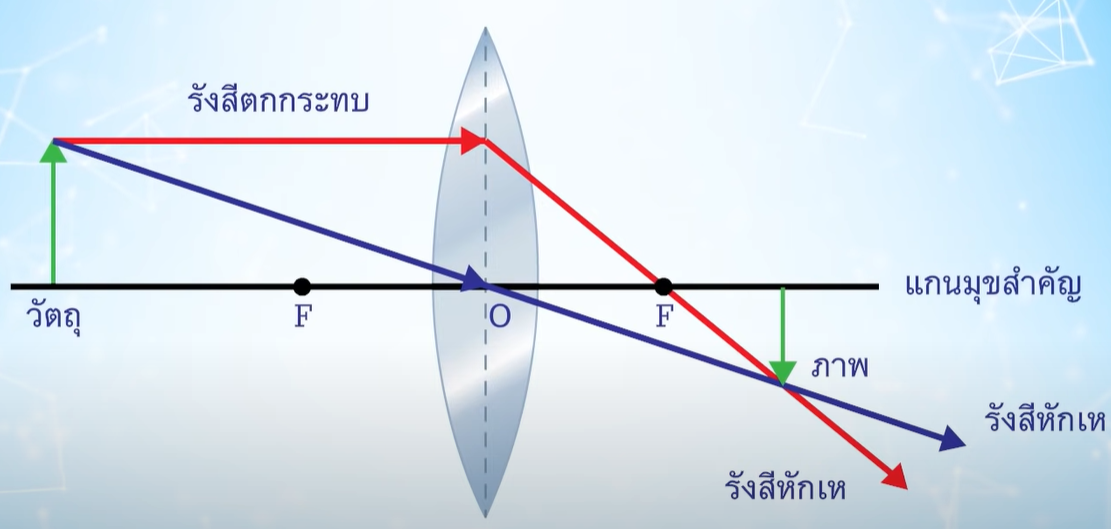 รังสีตกกระทบ
แกนมุขสำคัญ
วัตถุ
F
O
F
ภาพ
รังสีหักเห
รังสีหักเห